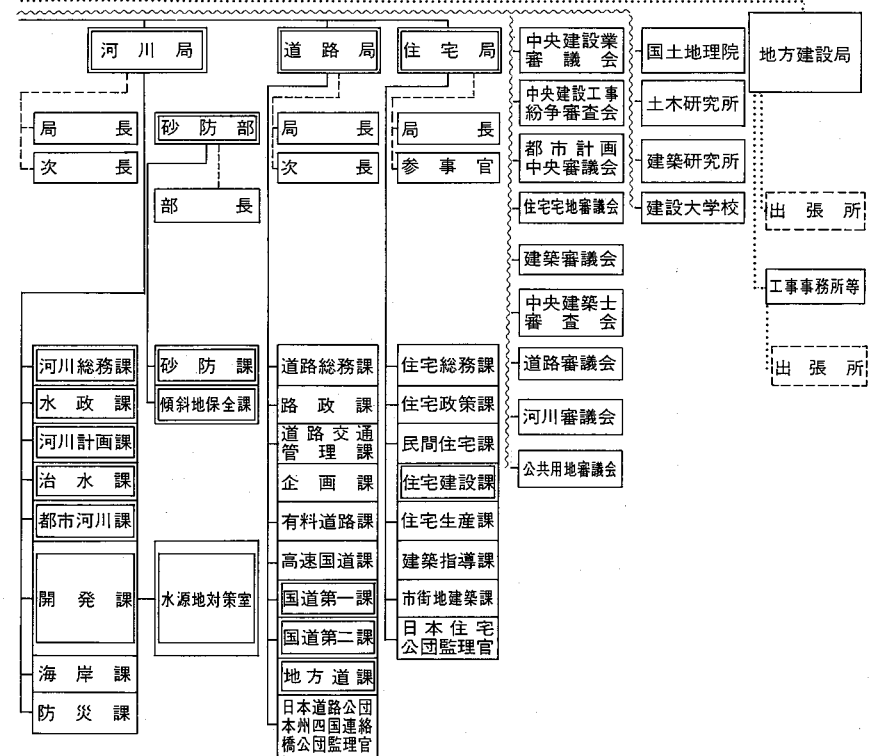 河川局
局長
次長
砂防部
部長
河川総務課
水政課
河川計画課
治水課
都市河川課
開発課
海岸課
防災課
砂防課
傾斜地保全課
水源地対策室
道路局
局長
次長
道路総務課
路政課
道路交通
管理課
企画課
有料道路課
高速国道課
国道第一課
国道第二課
地方道課
日本道路公団
本州四国連絡
橋公団監理官
住宅局
局長
参事官
住宅総務課
住宅政策課
民間住宅課
住宅建設課
住宅生産課
建築指導課
市街地建築課
日本住宅
公団監理官
中央建設業
審議会
中央建設工事
紛争審査会
都市計画
中央審議会
住宅宅地審議会
建築審議会
中央建築士
審査会
道路審議会
河川審議会
公共用地審議会
国土地理院
土木研究所
建築研究所
建設大学校
地方建設局
出張所
工事事務所等
出張所